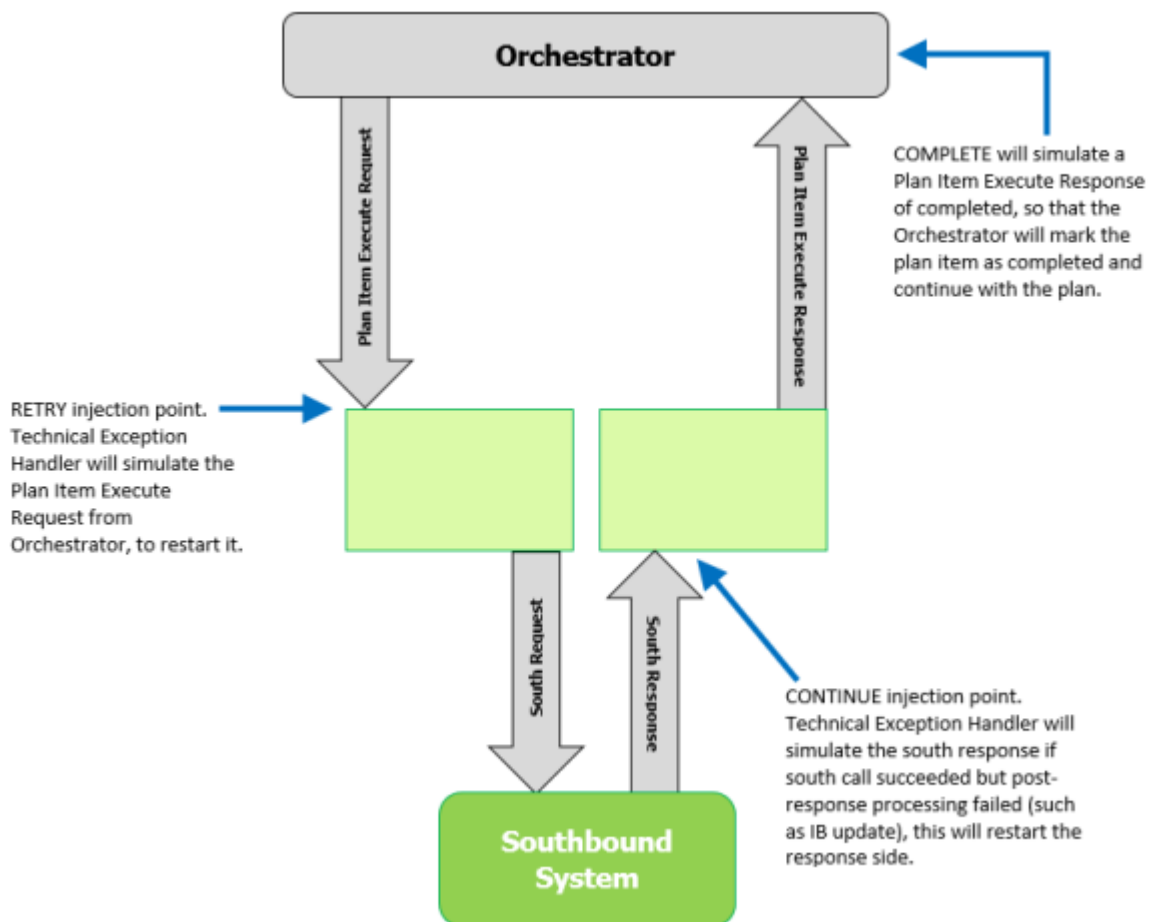 Orchestrator
Plan Item Execute Request
Plan Item Execute Response
COMPLETE will simulate a
Plan Item Execute Response
of completed, so that the
Orchestrator will mark the
plan item as completed and
continue with the plan.
RETRY injection point.
Technical Exception
Handler will simulate the
Plan Item Execute
Request from
Orchestrator, to restart it.
South Request
South Response
CONTINUE injection point.
Technical Exception Handler will
simulate the south response if
south call succeeded but post-
response processing failed (such
as IB update), this will restart the
response side.
Southbound
System